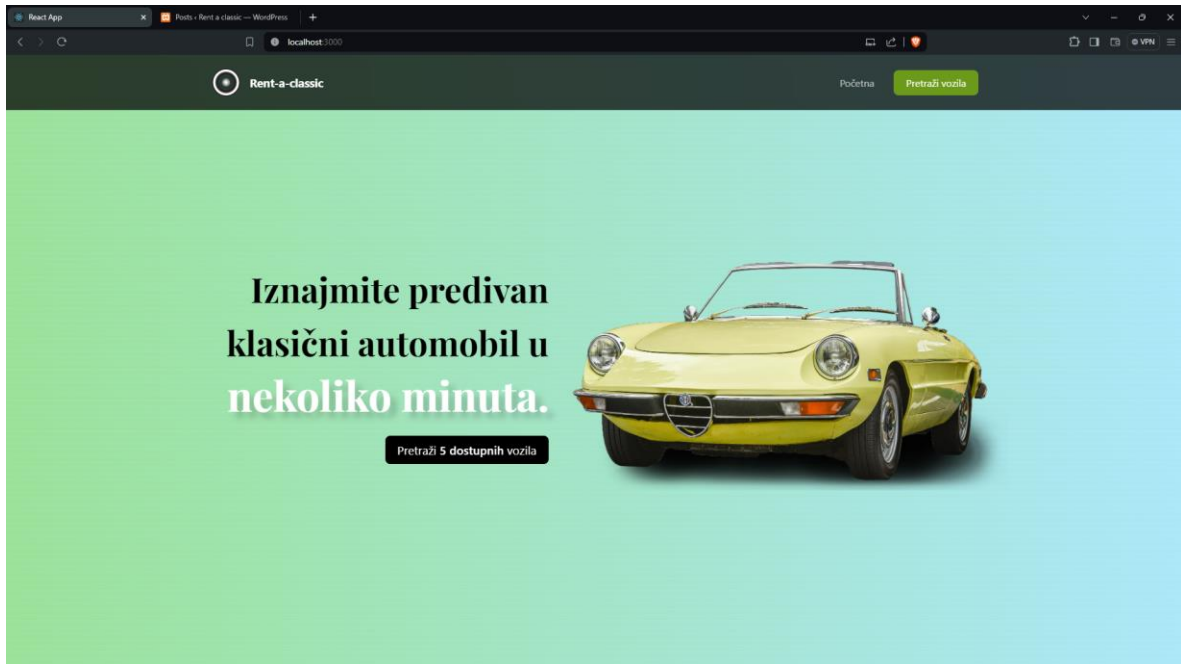 React App
Posts ‹ Rent a classic — WordPress
localhost:3000
VPN
Rent-a-classic
Početna
Pretraži vozila
Iznajmite predivan
klasični automobil u
nekoliko minuta.
Pretraži 5 dostupnih vozila